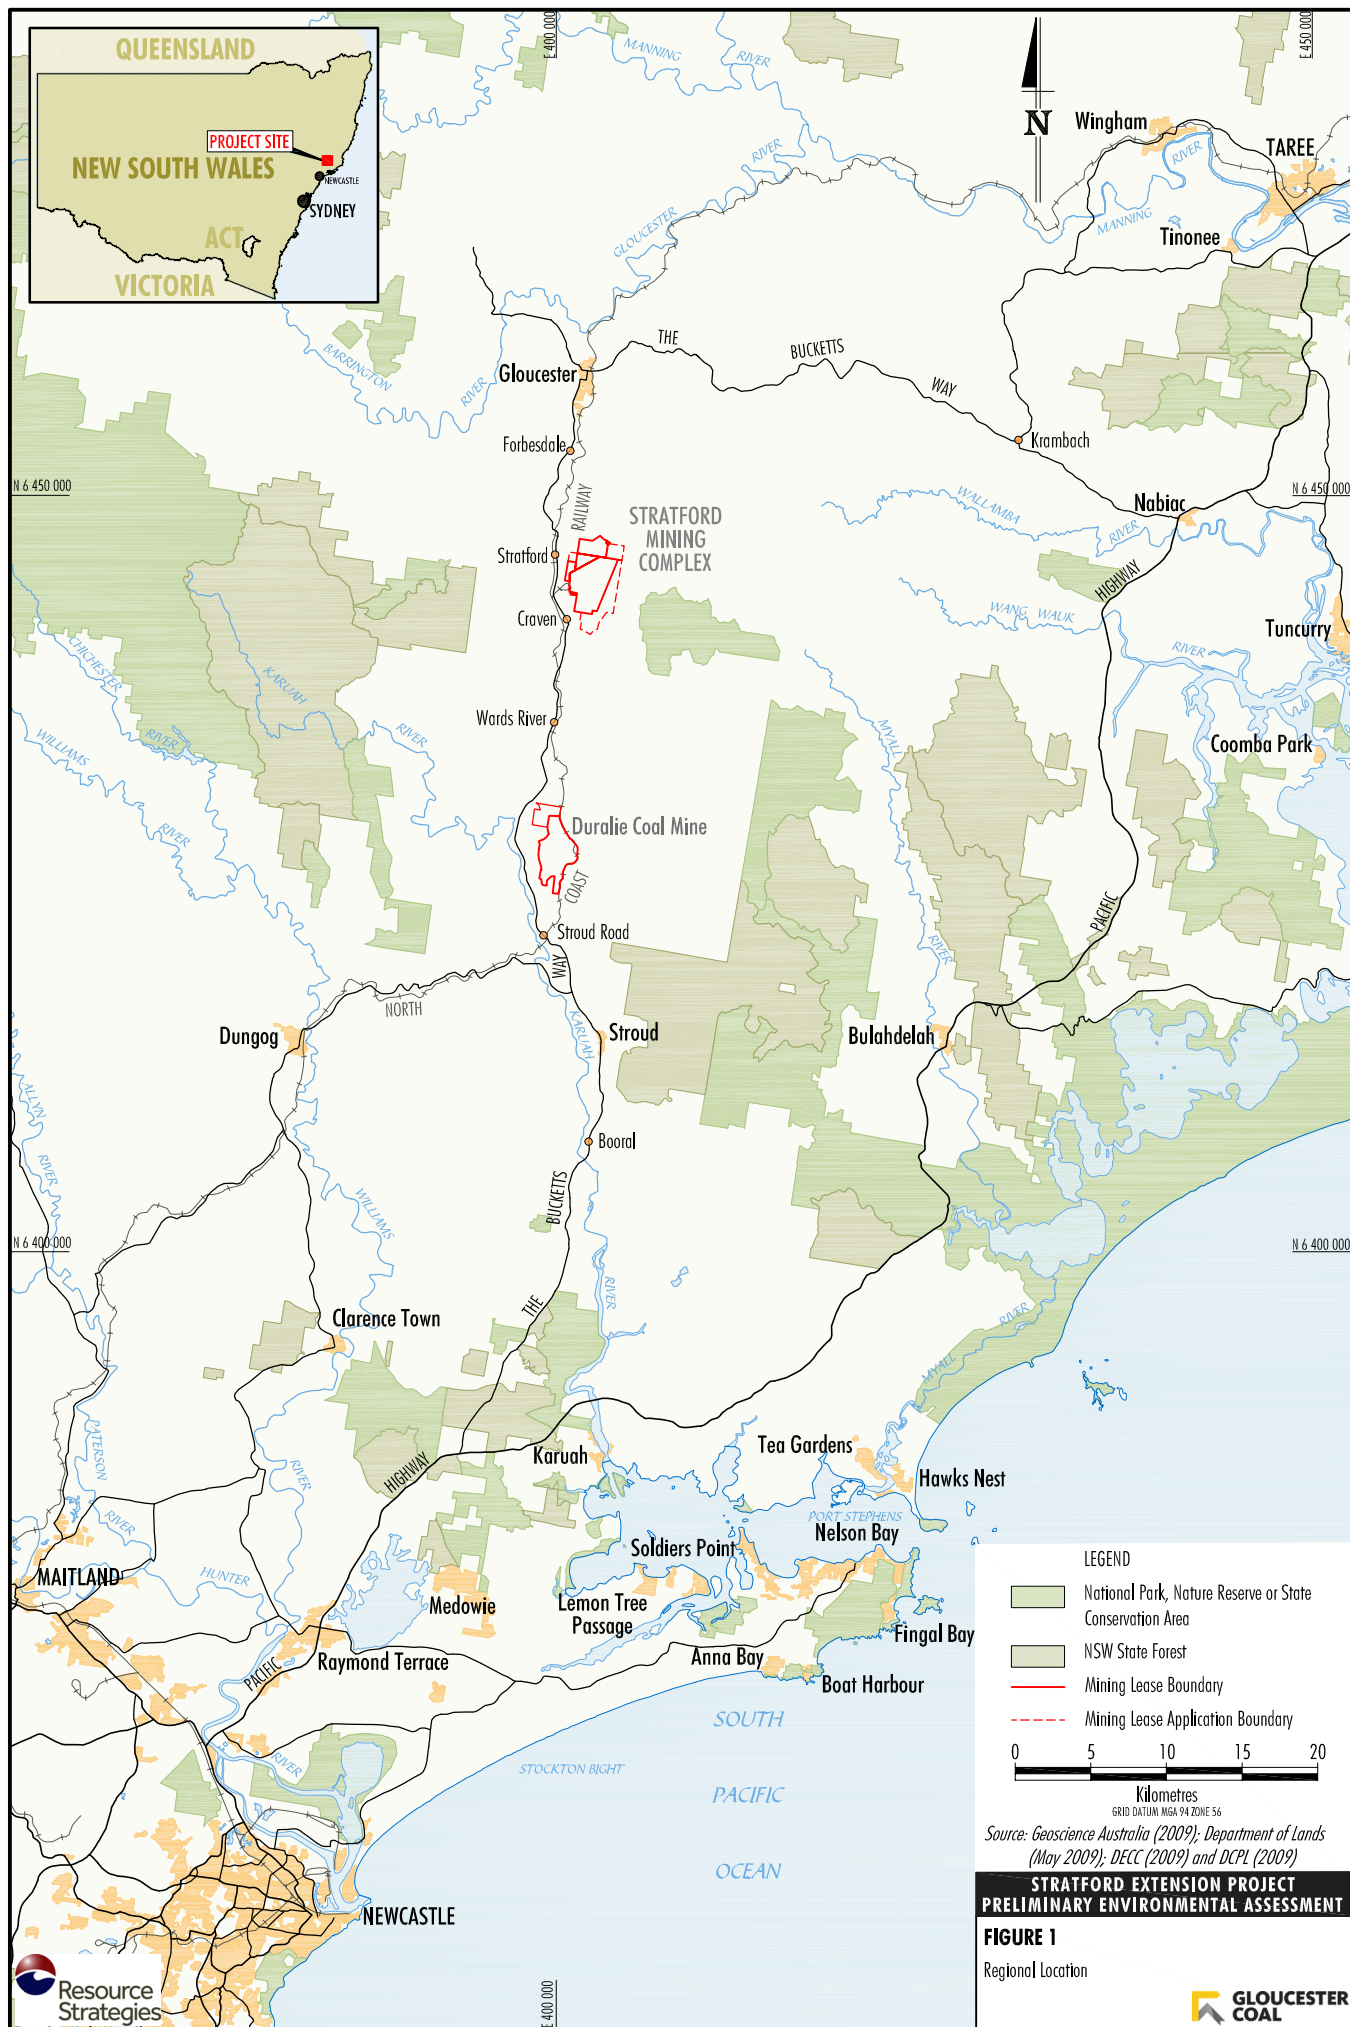 QUEENSLAND
PROJECT SITE
NEW SOUTH WALES
NEWCASTLE
SYDNEY
ACT
VICTORIA
E 400 000
E 450 000
MANNING
RIVER
N
Wingham
TAREE
RIVER
RIVER
MANNING
Tinonee
GLOUCESTER
THE
BUCKETTS
WAY
BARRINGTON
RIVER
Gloucester
Forbesdale
Krambach
N 6 450 000
N 6 450 000
RAILWAY
STRATFORD
MINING
COMPLEX
WALLAMBA
RIVER
Nabiac
Stratford
HIGHWAY
Craven
WANG WAUK
RIVER
Tuncurry
CHICHESTER
RIVER
KARUAH
RIVER
Wards River
MYALL
Coomba Park
WILLIAMS
RIVER
Duralie Coal Mine
COAST
PACIFIC
Stroud Road
WAY
RIVER
NORTH
Dungog
KARUAH
Stroud
Bulahdelah
ALLYN
RIVER
Booral
WILLIAMS
BUCKETTS
N 6 400 000
N 6 400 000
THE
RIVER
RIVER
Clarence Town
MYALL
PATERSON
RIVER
HIGHWAY
Karuah
Tea Gardens
Hawks Nest
PORT STEPHENS
Nelson Bay
RIVER
Soldiers Point
MAITLAND
HUNTER
Medowie
Lemon Tree
Passage
Fingal Bay
PACIFIC
Raymond Terrace
Anna Bay
Boat Harbour
SOUTH
PACIFIC
OCEAN
RIVER
STOCKTON BIGHT
NEWCASTLE
E 400 000
LEGEND
National Park, Nature Reserve or State
Conservation Area
NSW State Forest
Mining Lease Boundary
Mining Lease Application Boundary
0 5 10 15 20
Kilometres
GRID DATUM MGA 94 ZONE 56
Source: Geoscience Australia (2009); Department of Lands
(May 2009); DECC (2009) and DCPL (2009)
STRATFORD EXTENSION PROJECT
PRELIMINARY ENVIRONMENTAL ASSESSMENT
FIGURE 1
Regional Location
Resource
Strategies
GLOUCESTER
COAL